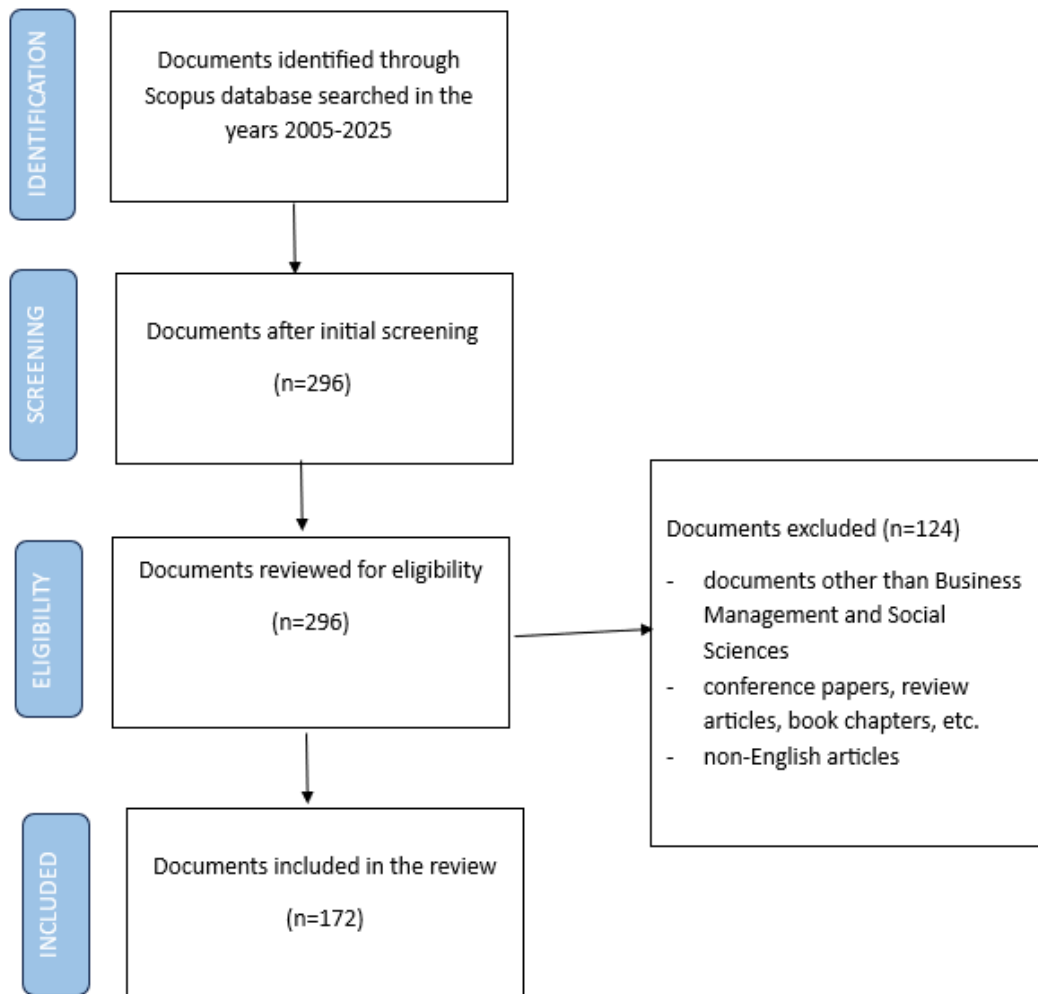 IDENTIFICATION
Documents identified through
Scopus database searched in the
years 2005-2025
SCREENING
Documents after initial screening
(n=296)
ELIGIBILITY
Documents reviewed for eligibility
(n=296)
Documents excluded (n=124)
- documents other than Business
Management and Social
Sciences
- conference papers, review
articles, book chapters, etc.
- non-English articles
INCLUDED
Documents included in the review
(n=172)